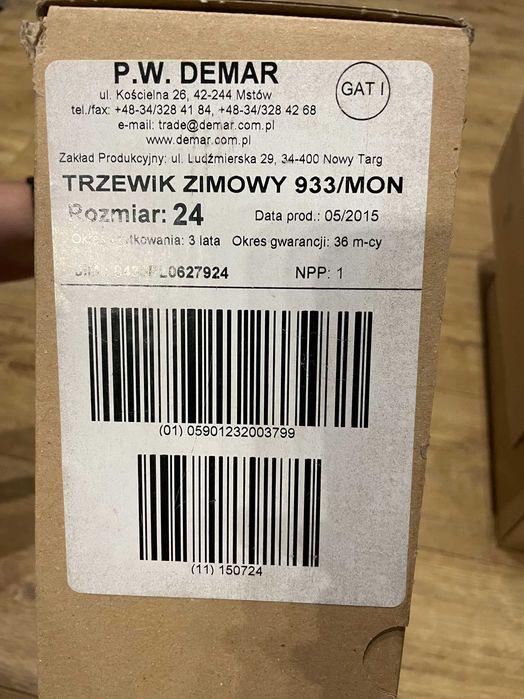 P.W. DEMAR
GAT I
ul. Kościelna 26, 42-244 Mstów
tel./fax: +48-34/328 41 84, +48-34/328 42 68
e-mail: trade@demar.com.pl
www.demar.com.pl
Zakład Produkcyjny: ul. Ludźmierska 29, 34-400 Nowy Targ
TRZEWiK ZIMOWY 933/MON
Rozmiar: 24 Data prod.: 05/2015
Okres użytkowania: 3 lata Okres gwarancji: 36 m-cy
NPP: 1
(01) 05901232003799
(11) 150724